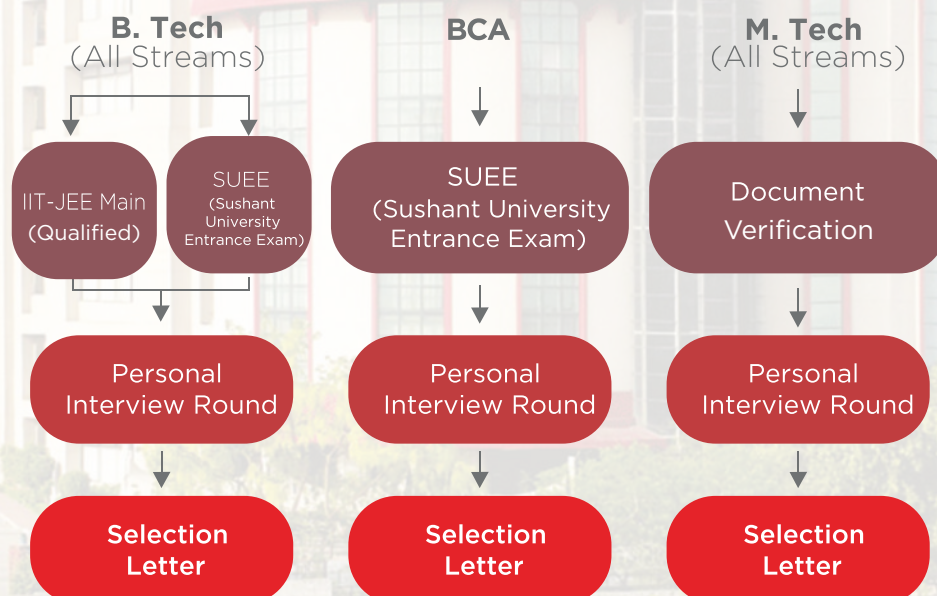 B. Tech
(All Streams)
IIT-JEE Main
(Qualified)
SUEE
(Sushant
University
Entrance Exam)
Personal
Interview Round
Selection
Letter
BCA
SUEE
(Sushant University
Entrance Exam)
Personal
Interview Round
Selection
Letter
M. Tech
(All Streams)
Document
Verification
Personal
Interview Round
Selection
Letter